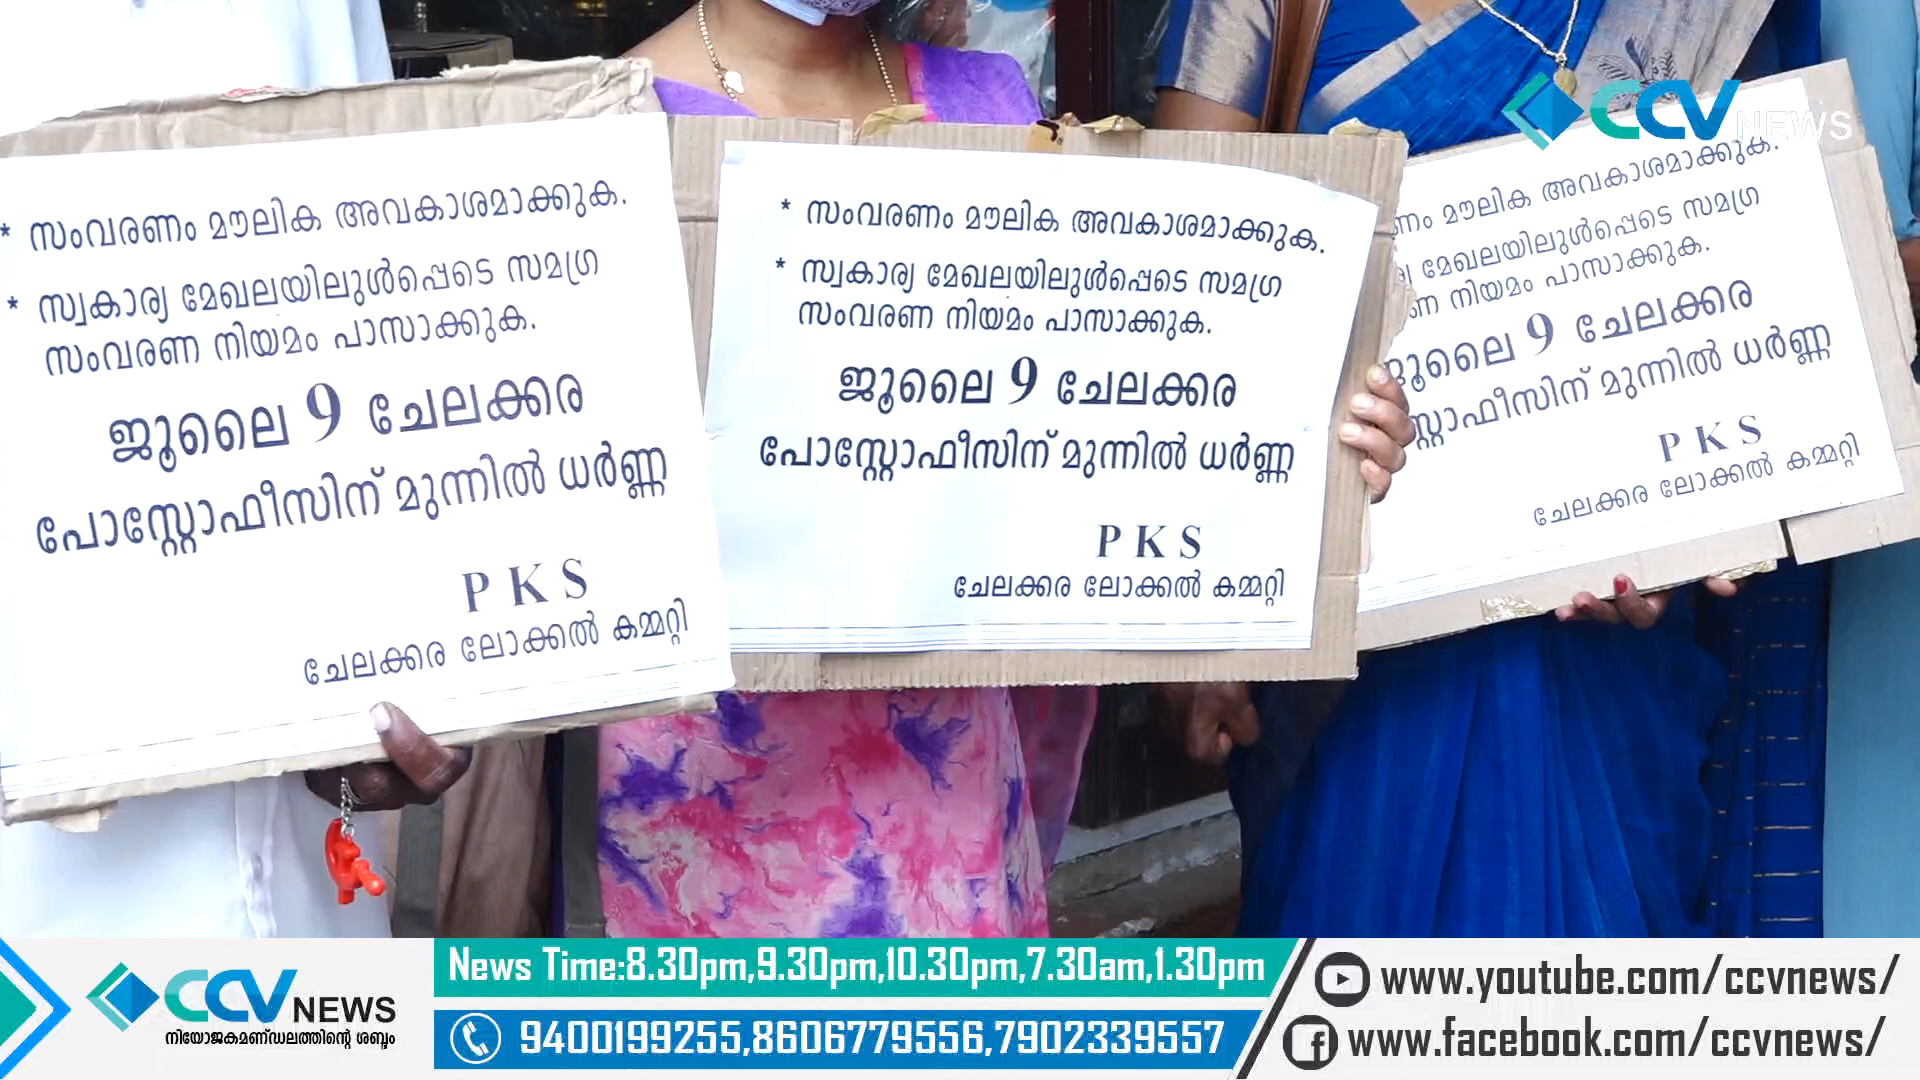 * സംവരണം മൗലിക അവകാശമാക്കുക.
* സ്വകാര്യ മേഖലയിലുൾപ്പെടെ സമഗ്ര
സംവരണ നിയമം പാസാക്കുക.
ജൂലൈ 9 ചേലക്കര
പോസ്റ്റോഫീസിന് മുന്നിൽ ധർണ്ണ
P K S
ചേലക്കര ലോക്കൽ കമ്മറ്റി
* സംവരണം മൗലിക അവകാശമാക്കുക.
* സ്വകാര്യ മേഖലയിലുൾപ്പെടെ സമഗ്ര
സംവരണ നിയമം പാസാക്കുക.
ജൂലൈ 9 ചേലക്കര
പോസ്റ്റോഫീസിന് മുന്നിൽ ധർണ്ണ
P K S
ചേലക്കര ലോക്കൽ കമ്മറ്റി
CCV NEWS
മൗലിക അവകാശമാക്കുക.
മേഖലയിലുൾപ്പെടെ സമഗ്ര
നിയമം പാസാക്കുക.
ജൂലൈ 9 ചേലക്കര
സ്റ്റോഫീസിന് മുന്നിൽ ധർണ്ണ
P K S
ചേലക്കര ലോക്കൽ കമ്മറ്റി
CCV NEWS
നിയോജകമണ്ഡലത്തിന്റെ ശബ്ദം
News Time:8.30pm,9.30pm,10.30pm,7.30am,1.30pm
9400199255,8606779556,7902339557
www.youtube.com/ccvnews/
www.facebook.com/ccvnews/